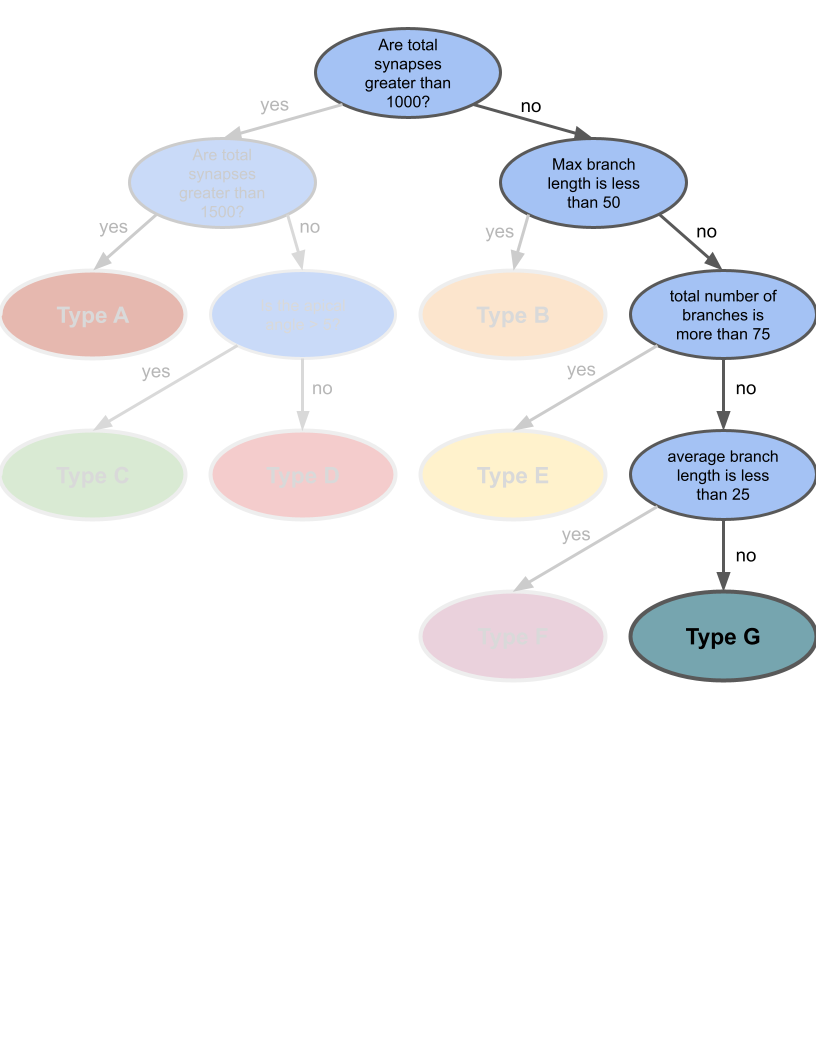 Are total
synapses
greater than
1000?
yes
no
Are total
synapses
greater than
1500?
Max branch
length is less
than 50
yes
no
yes
no
Type A
Type B
total number of
branches is
more than 75
yes
no
yes
no
Type C
Type D
Type E
average branch
length is less
than 25
yes
no
Type G